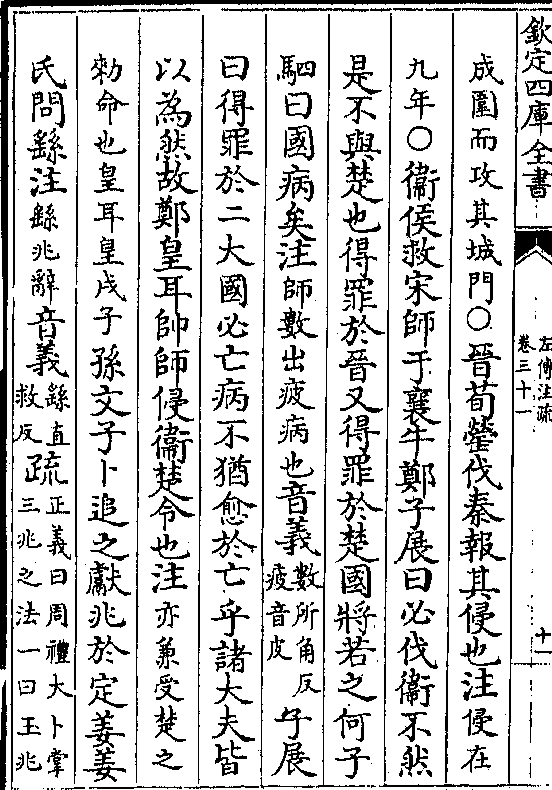 欽定四庫全書
左傳注疏
卷三十一
十一
成圍而攻其城門○晉荀罃伐秦報其侵也注侵在
九年○衞侯救宋師于襄牛鄭子展曰必伐衞不然
是不與楚也得罪於晉又得罪於楚國將若之何子
駟曰國病矣注師數出疲病也音義數所角反
疲音皮
子展
曰得罪於二大國必亡病不猶愈於亡乎諸大夫皆
以為然故鄭皇耳帥師侵衞楚令也注亦兼受楚之
勑命也皇耳皇戌子孫文子卜追之獻兆於定姜姜
氏問繇注繇兆辭音義繇直
救反
疏正義曰周禮大卜掌
三兆之法一曰玉兆